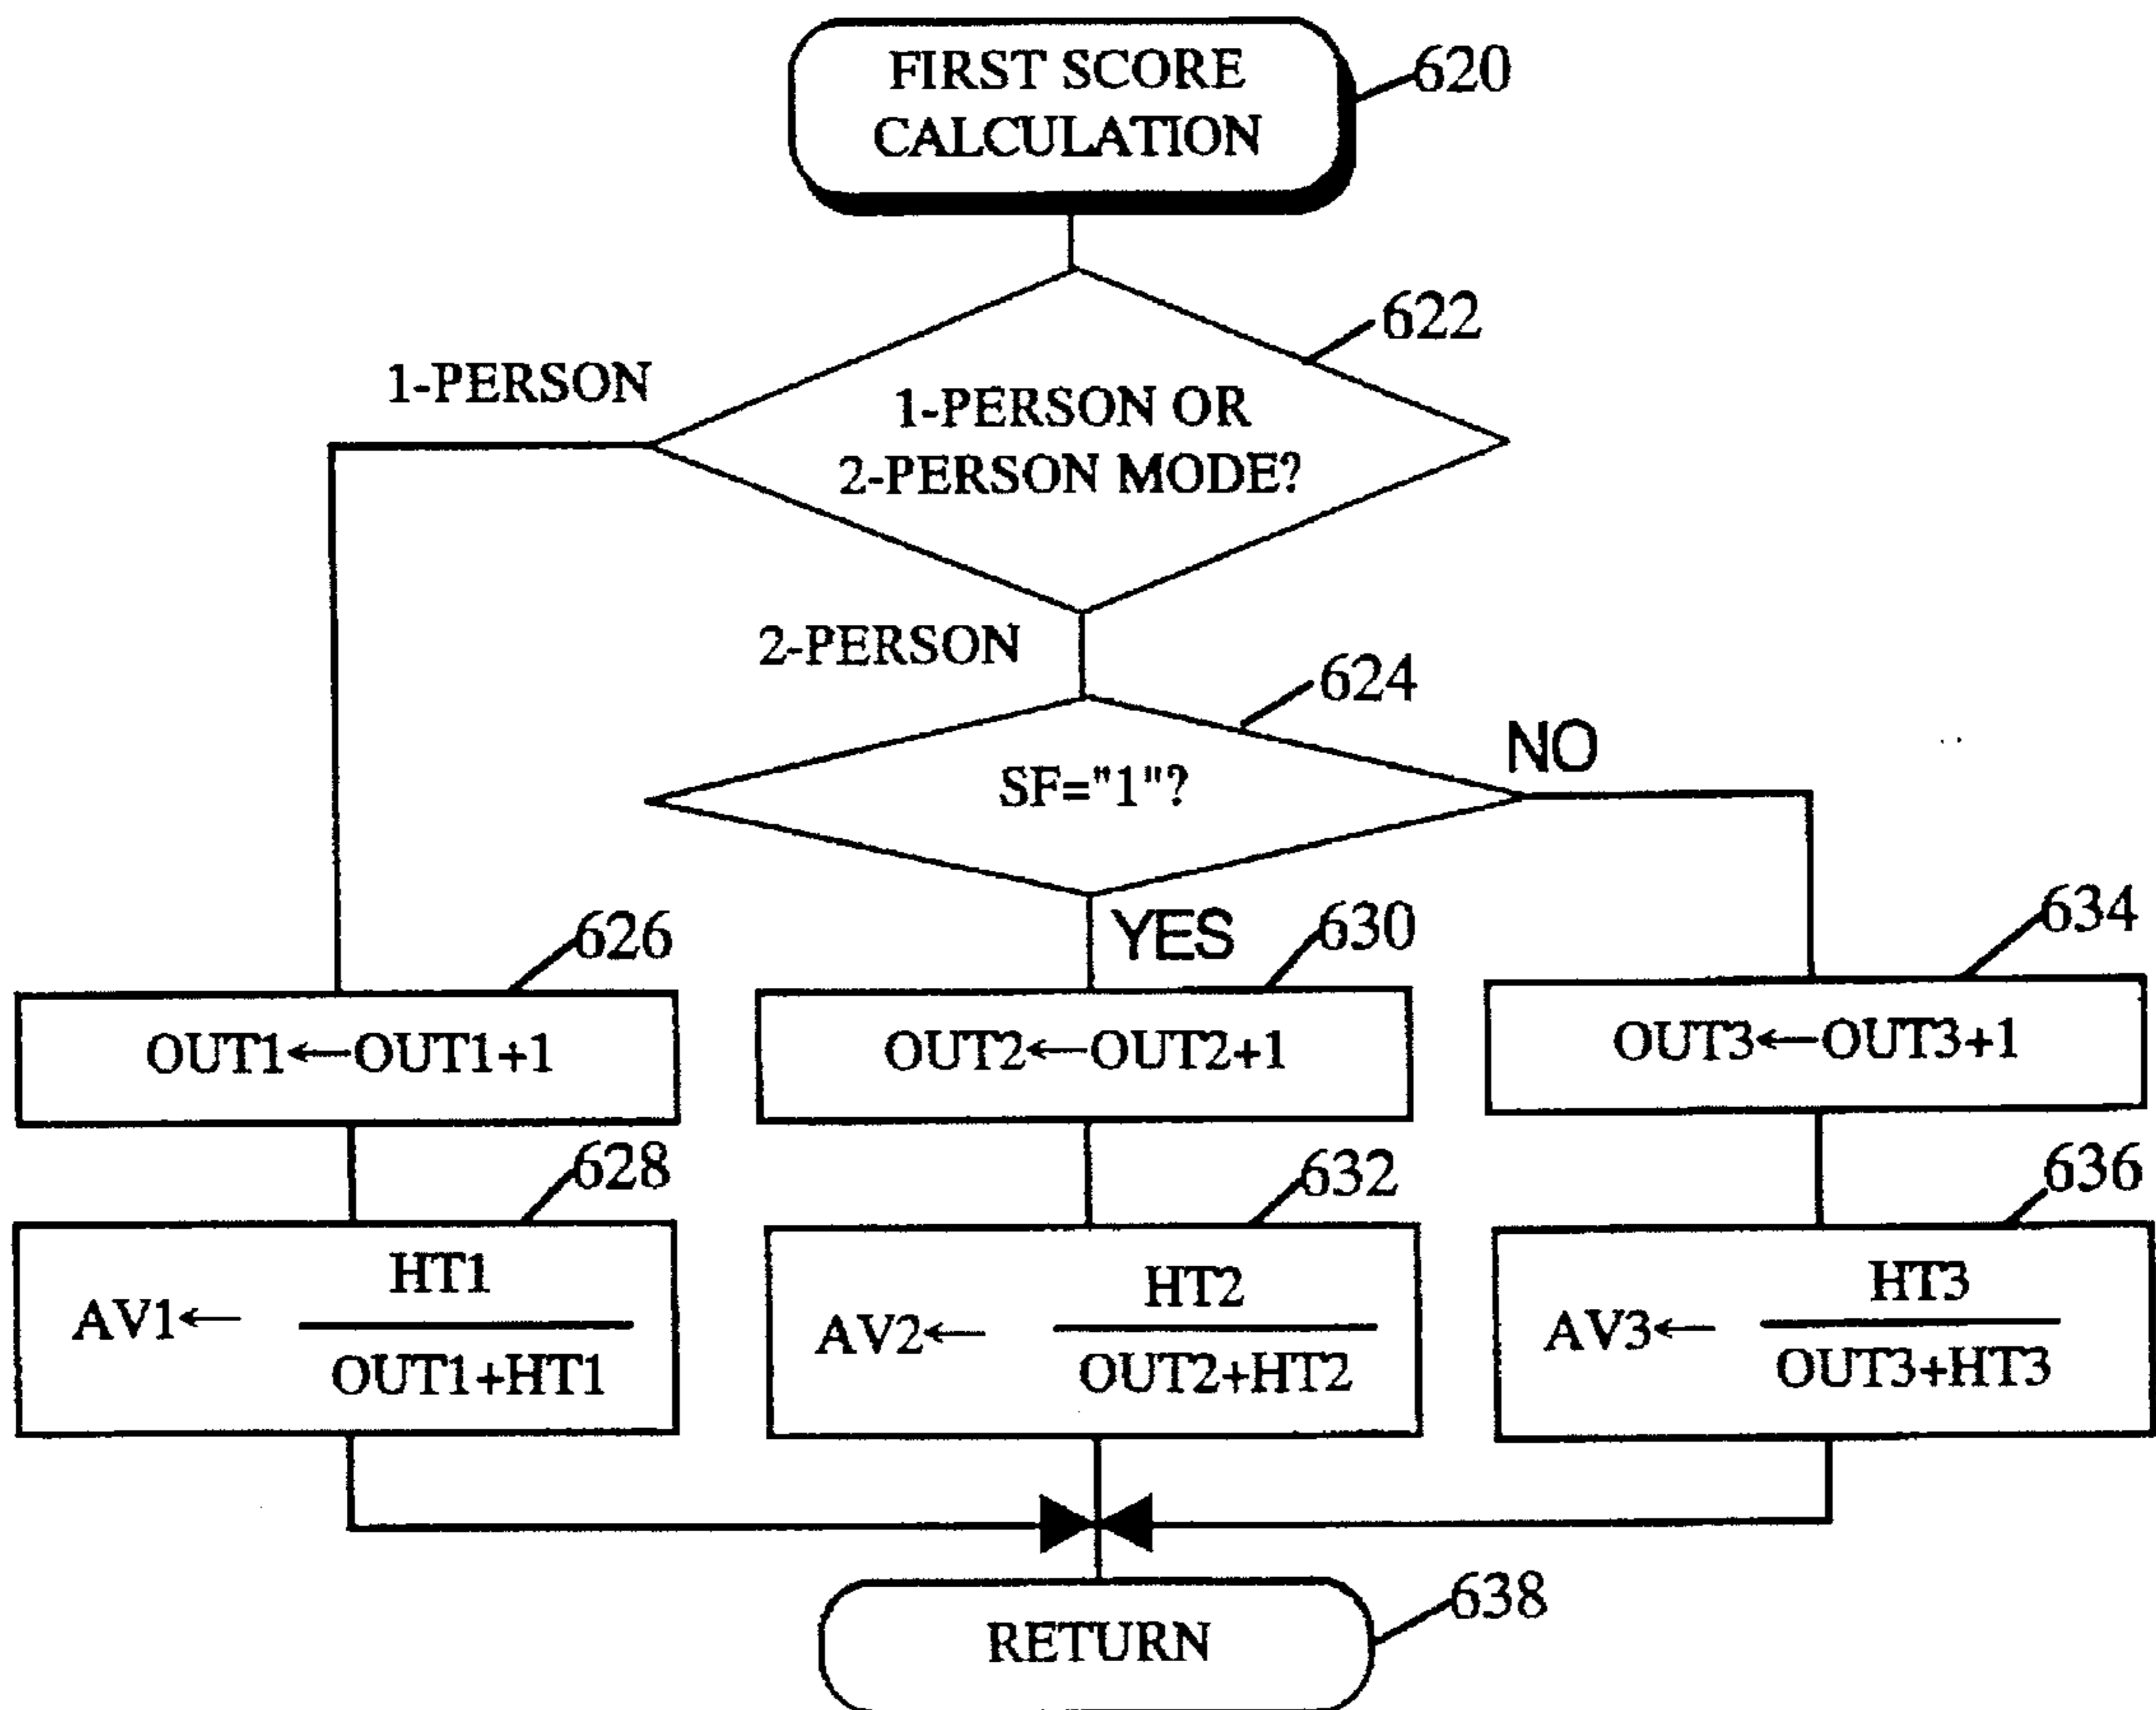 FIRST SCORE
CALCULATION
620
622
1-PERSON
1-PERSON OR
2-PERSON MODE?
2-PERSON
624
NO
SF="1"?
YES
626
630
634
OUT1←OUT1+1
OUT2←OUT2+1
OUT3←OUT3+1
628
632
636
AV1← HT1
OUT1+HT1
AV2← HT2
OUT2+HT2
AV3← HT3
OUT3+HT3
638
RETURN